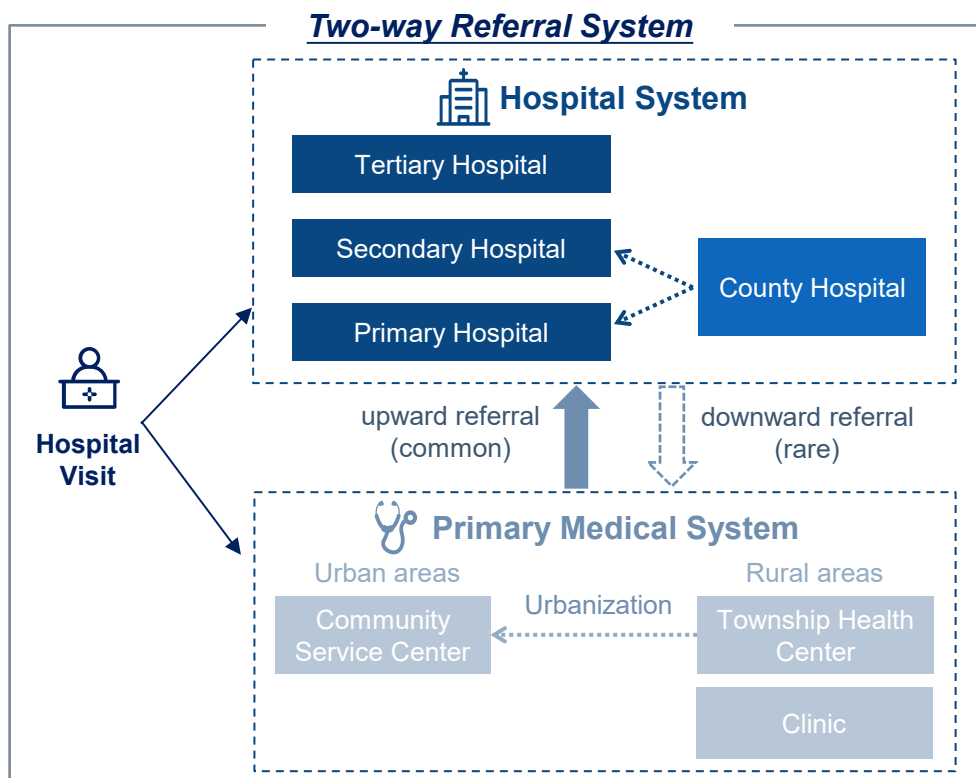 Two-way Referral System
Hospital System
Tertiary Hospital
Secondary Hospital
County Hospital
Primary Hospital
Hospital
Visit
upward referral
(common)
downward referral
(rare)
Primary Medical System
Urban areas
Rural areas
Community
Service Center
Urbanization
Township Health
Center
Clinic